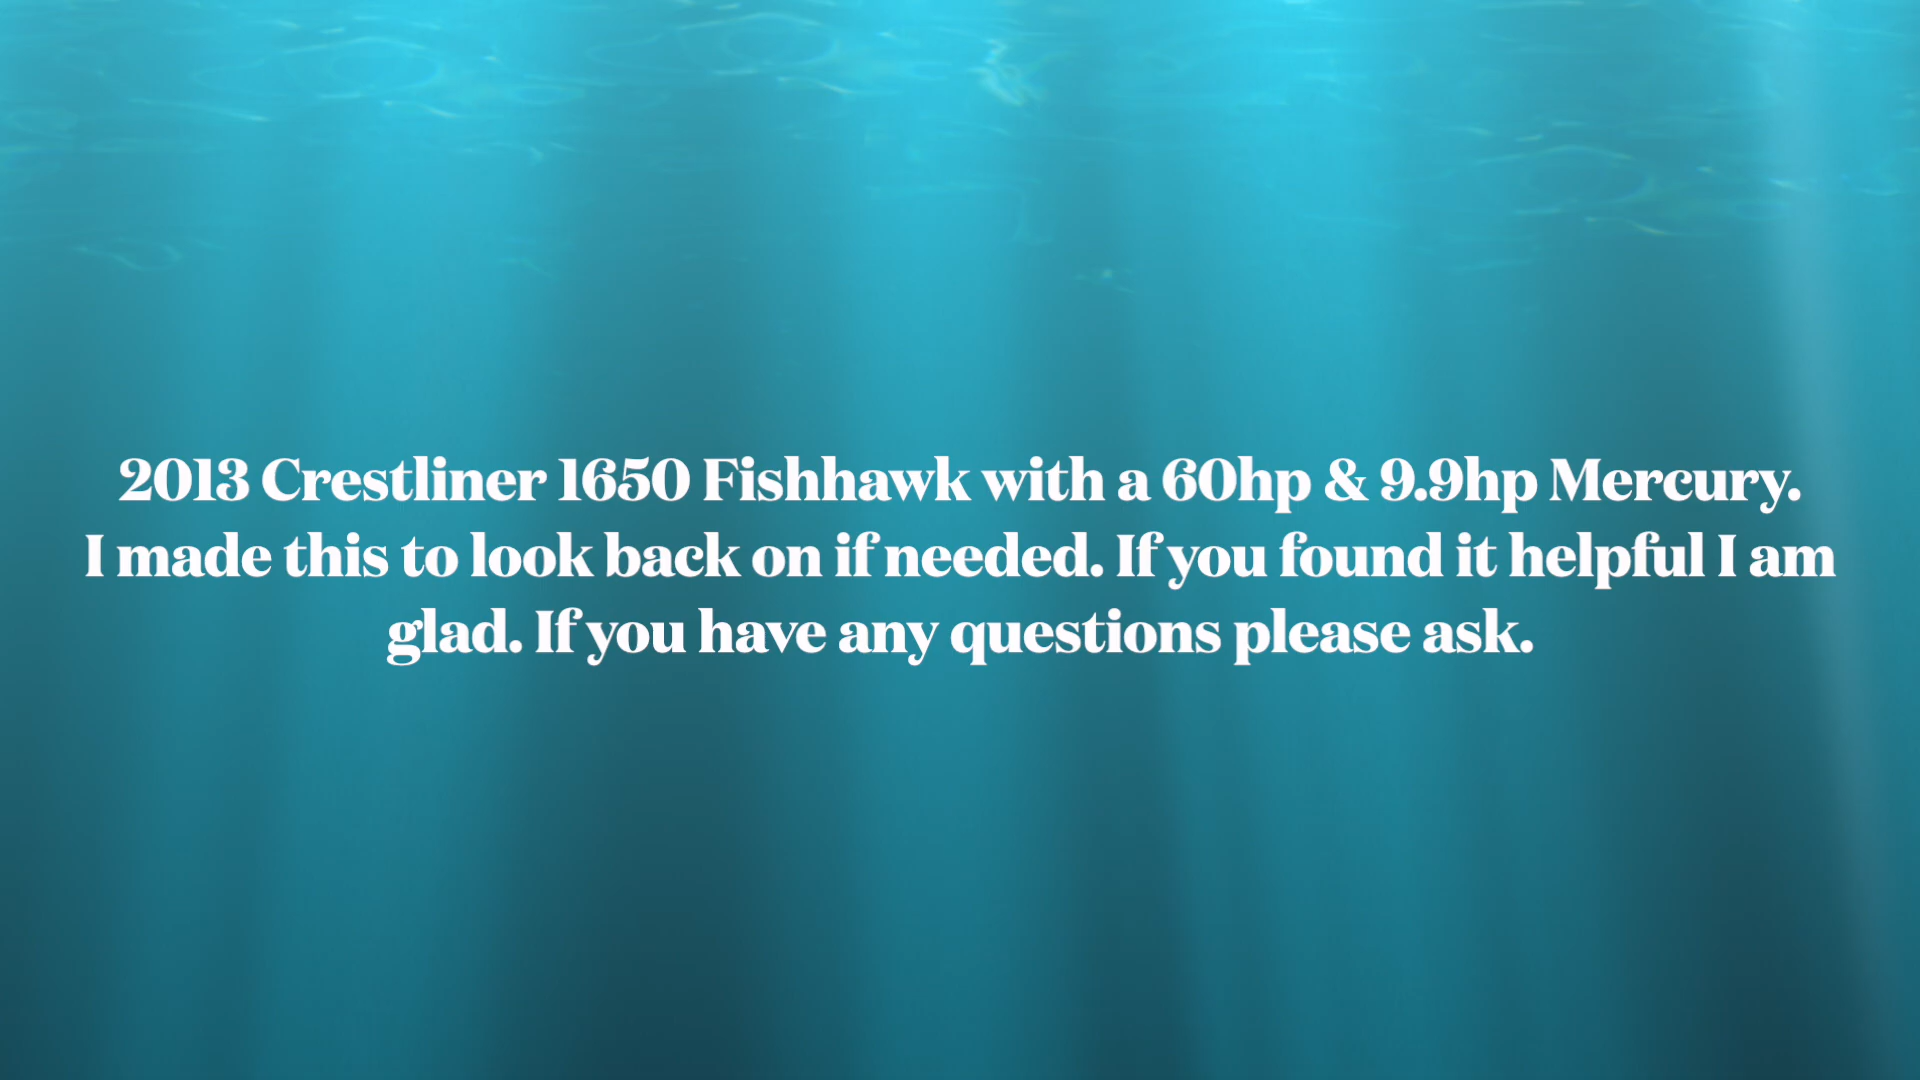 2013 Crestliner 1650 Fishhawk with a 60hp & 9.9hp Mercury.
I made this to look back on if needed. If you found it helpful I am
glad. If you have any questions please ask.